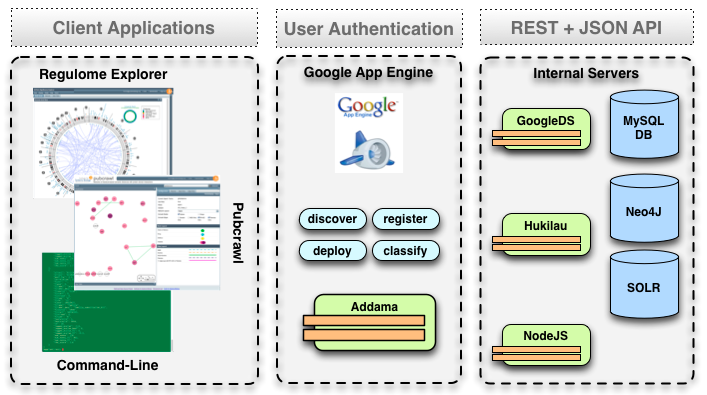 Client Applications
User Authentication
REST + JSON API
Regulome Explorer
Pubcrawl
Command-Line
Google App Engine
Google
App Engine
discover
register
deploy
classify
Addama
Internal Servers
GoogleDS
MySQL
DB
Hukilau
Neo4J
SOLR
NodeJS